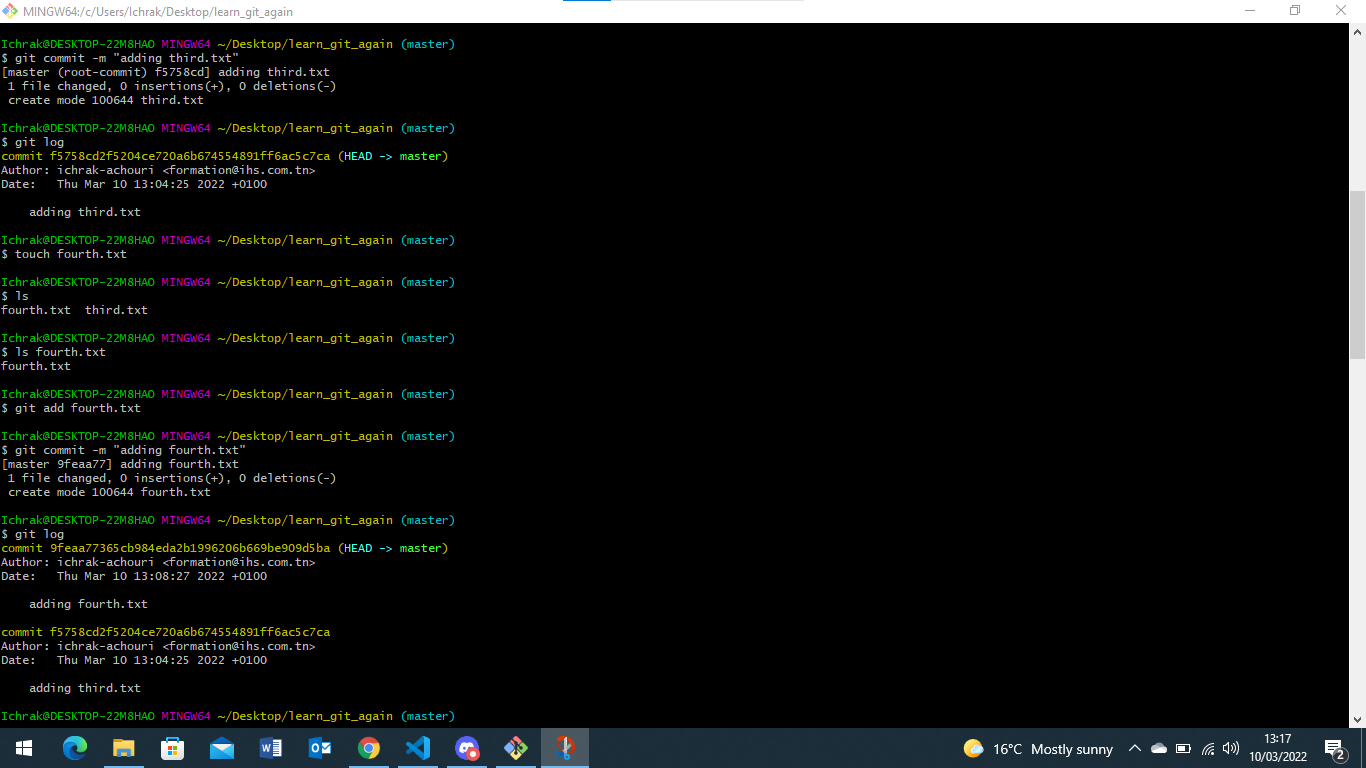 MINGW64:/c/Users/Ichrak/Desktop/learn_git_again
Ichrak@DESKTOP-22M8HAO MINGW64 ~/Desktop/learn_git_again (master)
$ git commit -m "adding third.txt"
[master (root-commit) f5758cd] adding third.txt
 1 file changed, 0 insertions(+), 0 deletions(-)
 create mode 100644 third.txt
Ichrak@DESKTOP-22M8HAO MINGW64 ~/Desktop/learn_git_again (master)
$ git log
commit f5758cd2f5204ce720a6b674554891ff6ac5c7ca (HEAD -> master)
Author: ichrak-achouri <formation@ihs.com.tn>
Date:   Thu Mar 10 13:04:25 2022 +0100
    adding third.txt
Ichrak@DESKTOP-22M8HAO MINGW64 ~/Desktop/learn_git_again (master)
$ touch fourth.txt
Ichrak@DESKTOP-22M8HAO MINGW64 ~/Desktop/learn_git_again (master)
$ ls
fourth.txt  third.txt
Ichrak@DESKTOP-22M8HAO MINGW64 ~/Desktop/learn_git_again (master)
$ ls fourth.txt
fourth.txt
Ichrak@DESKTOP-22M8HAO MINGW64 ~/Desktop/learn_git_again (master)
$ git add fourth.txt
Ichrak@DESKTOP-22M8HAO MINGW64 ~/Desktop/learn_git_again (master)
$ git commit -m "adding fourth.txt"
[master 9feaa77] adding fourth.txt
 1 file changed, 0 insertions(+), 0 deletions(-)
 create mode 100644 fourth.txt
Ichrak@DESKTOP-22M8HAO MINGW64 ~/Desktop/learn_git_again (master)
$ git log
commit 9feaa77365cb984eda2b1996206b669be909d5ba (HEAD -> master)
Author: ichrak-achouri <formation@ihs.com.tn>
Date:   Thu Mar 10 13:08:27 2022 +0100
    adding fourth.txt
commit f5758cd2f5204ce720a6b674554891ff6ac5c7ca
Author: ichrak-achouri <formation@ihs.com.tn>
Date:   Thu Mar 10 13:04:25 2022 +0100
    adding third.txt
Ichrak@DESKTOP-22M8HAO MINGW64 ~/Desktop/learn_git_again (master)
16°C Mostly sunny
13:17
10/03/2022
2